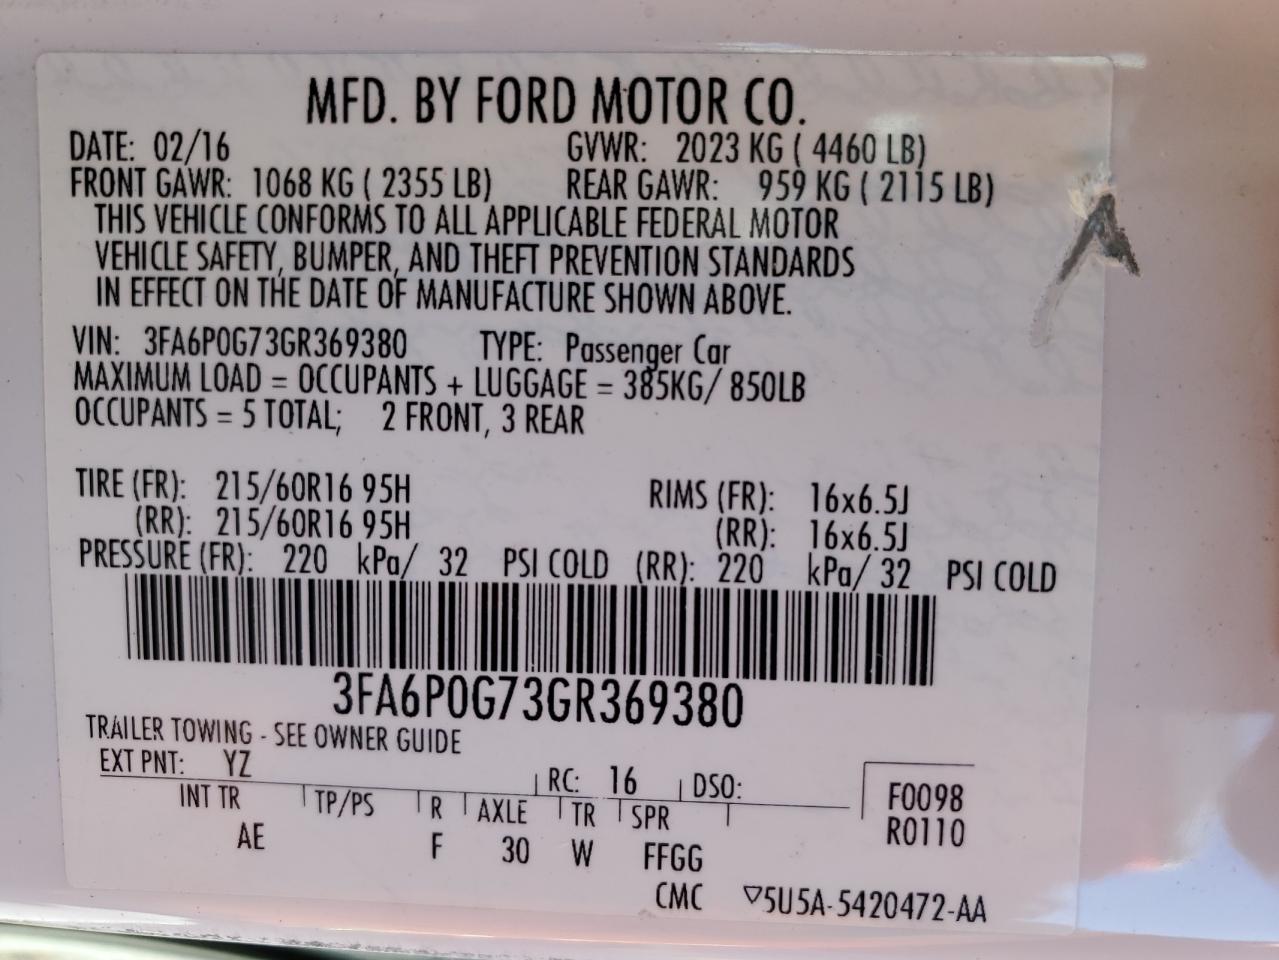 MFD. BY FORD MOTOR CO.
DATE: 02/16 GVWR: 2023 KG ( 4460 LB)
FRONT GAWR: 1068 KG ( 2355 LB) REAR GAWR: 959 KG ( 2115 LB)
THIS VEHICLE CONFORMS TO ALL APPLICABLE FEDERAL MOTOR
VEHICLE SAFETY, BUMPER, AND THEFT PREVENTION STANDARDS
IN EFFECT ON THE DATE OF MANUFACTURE SHOWN ABOVE.
VIN: 3FA6P0G73GR369380 TYPE: Passenger Car
MAXIMUM LOAD = OCCUPANTS + LUGGAGE = 385KG/ 850LB
OCCUPANTS = 5 TOTAL; 2 FRONT, 3 REAR
TIRE (FR): 215/60R16 95H RIMS (FR): 16x6.5J
(RR): 215/60R16 95H (RR): 16x6.5J
PRESSURE (FR): 220 kPa/ 32 PSI COLD (RR): 220 kPa/ 32 PSI COLD
3FA6P0G73GR369380
TRAILER TOWING - SEE OWNER GUIDE
EXT PNT: YZ RC: 16 DSO: F0098
INT TR TP/PS R AXLE TR SPR R0110
AE F 30 W FFGG
CMC ▽5U5A-5420472-AA